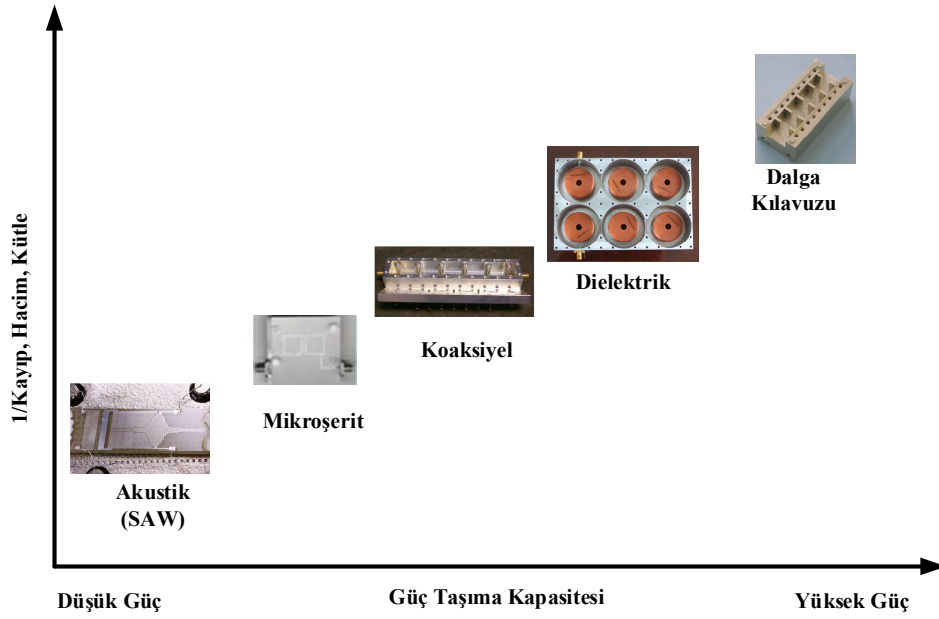 1/Kayıp, Hacim, Kütle
Dalga
Kılavuzu
Dielektrik
Koaksiyel
Mikroşerit
Akustik
(SAW)
Düşük Güç
Güç Taşıma Kapasitesi
Yüksek Güç